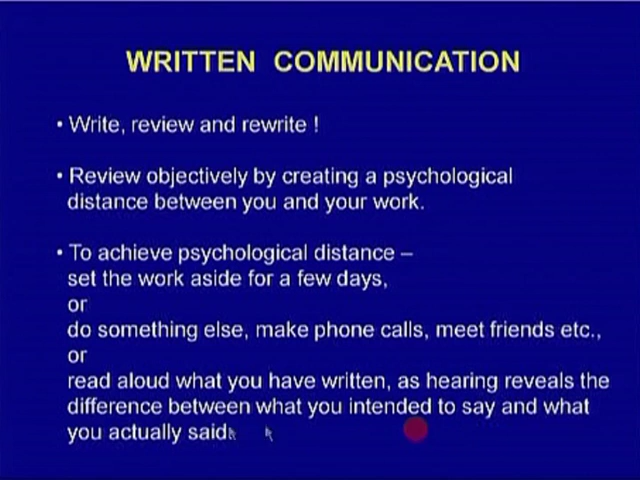 WRITTEN COMMUNICATION
• Write, review and rewrite !
• Review objectively by creating a psychological
distance between you and your work.
• To achieve psychological distance –
set the work aside for a few days,
or
do something else, make phone calls, meet friends etc.,
or
read aloud what you have written, as hearing reveals the
difference between what you intended to say and what
you actually said.